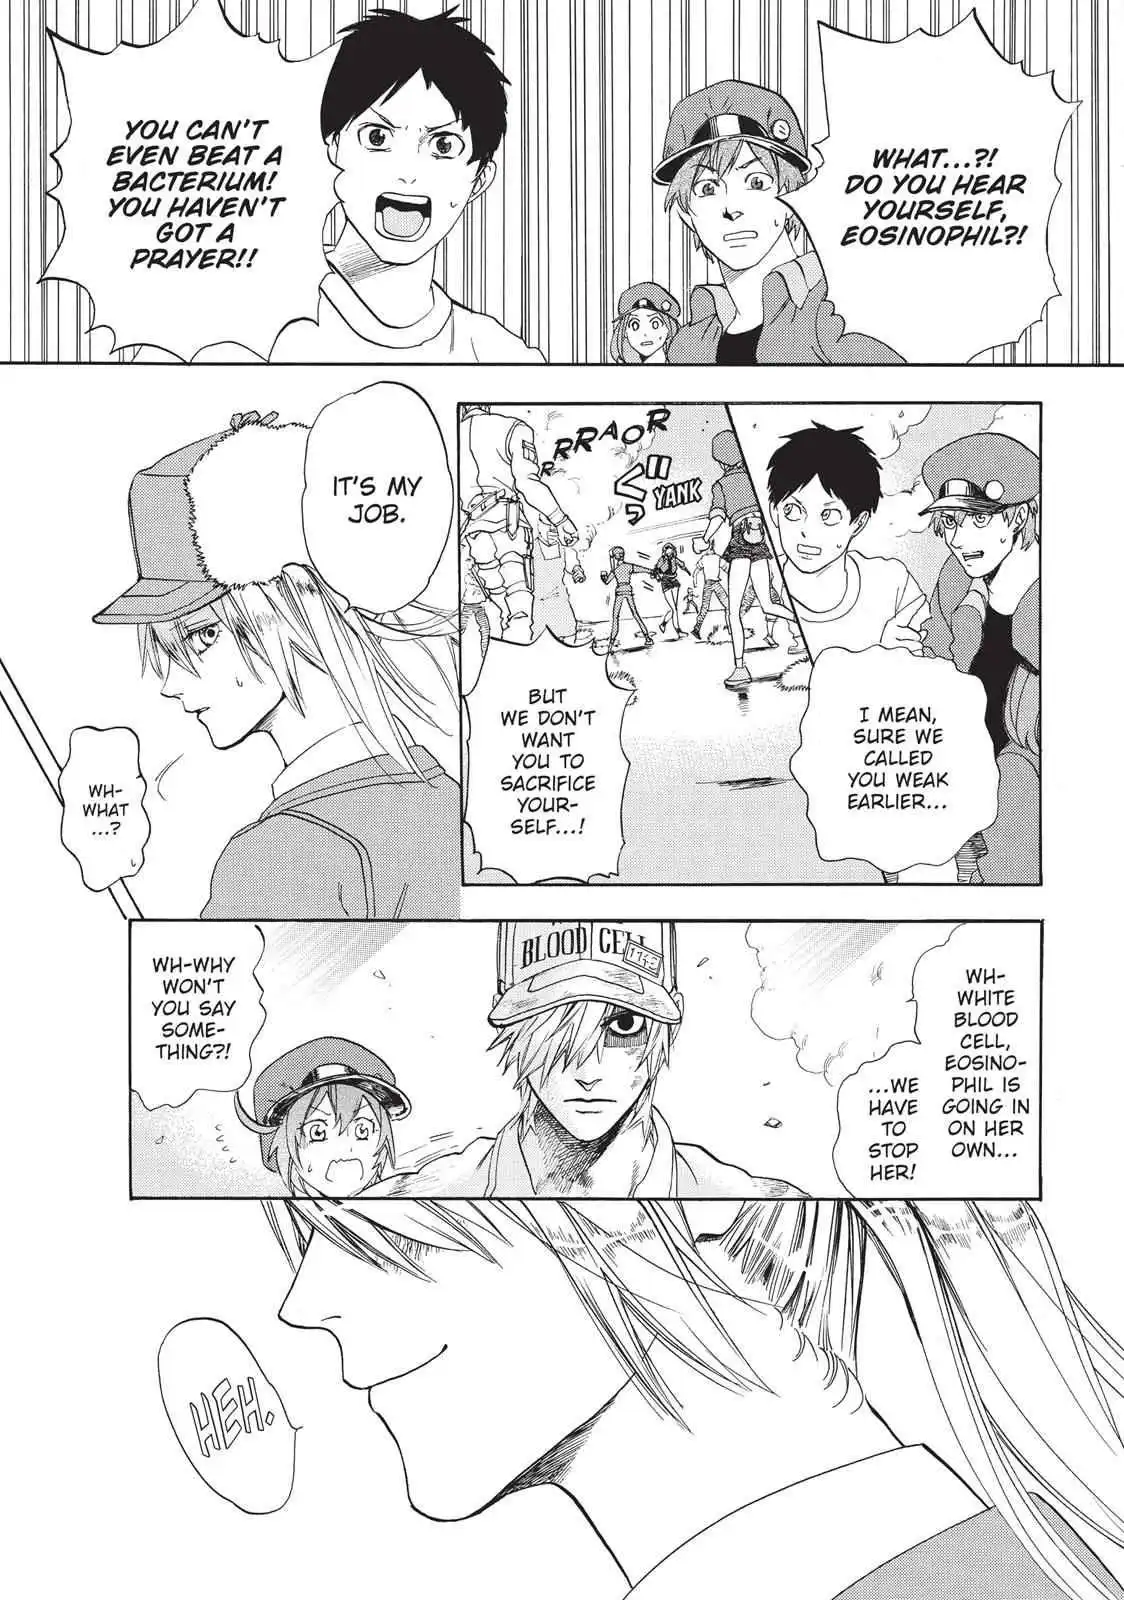 WHAT...?!
DO YOU HEAR
YOURSELF,
EOSINOPHIL?!
YOU CAN'T
EVEN BEAT A
BACTERIUM!
YOU HAVEN'T
GOT A
PRAYER!!
I MEAN,
SURE WE
CALLED
YOU WEAK
EARLIER...
RRRRAOR
ぐい
YANK
BUT
WE DON'T
WANT
YOU TO
SACRIFICE
YOUR-
SELF...!
IT'S MY
JOB.
WH-
WHAT
...?
WH-
WHITE
BLOOD
CELL,
EOSINO-
PHIL IS
GOING IN
ON HER
OWN...
...WE
HAVE
TO
STOP
HER!
BLOOD CELL
WH-WHY
WON'T
YOU SAY
SOME-
THING?!
HEH.